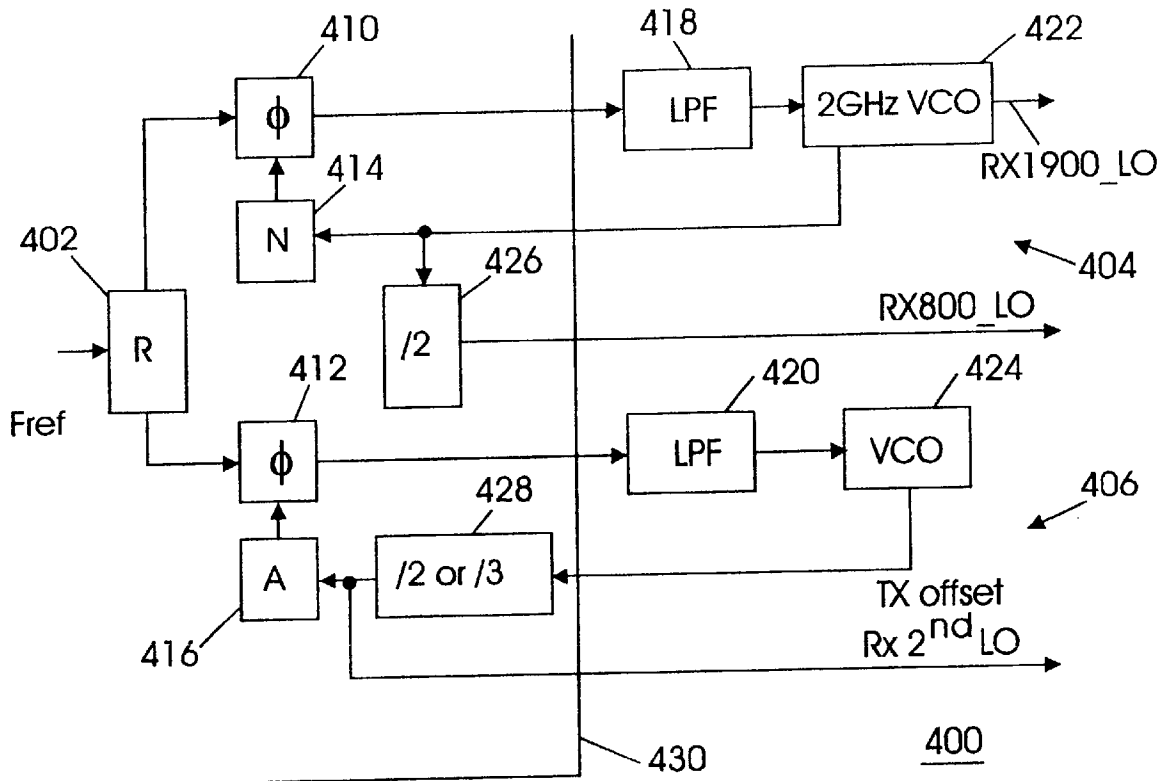 410
418
422
ϕ
LPF
2GHz VCO
RX1900_LO
414
N
402
426
404
R
/2
RX800_LO
412
420
424
Fref
ϕ
LPF
VCO
428
406
A
/2 or /3
TX offset
416
Rx 2nd LO
430
400